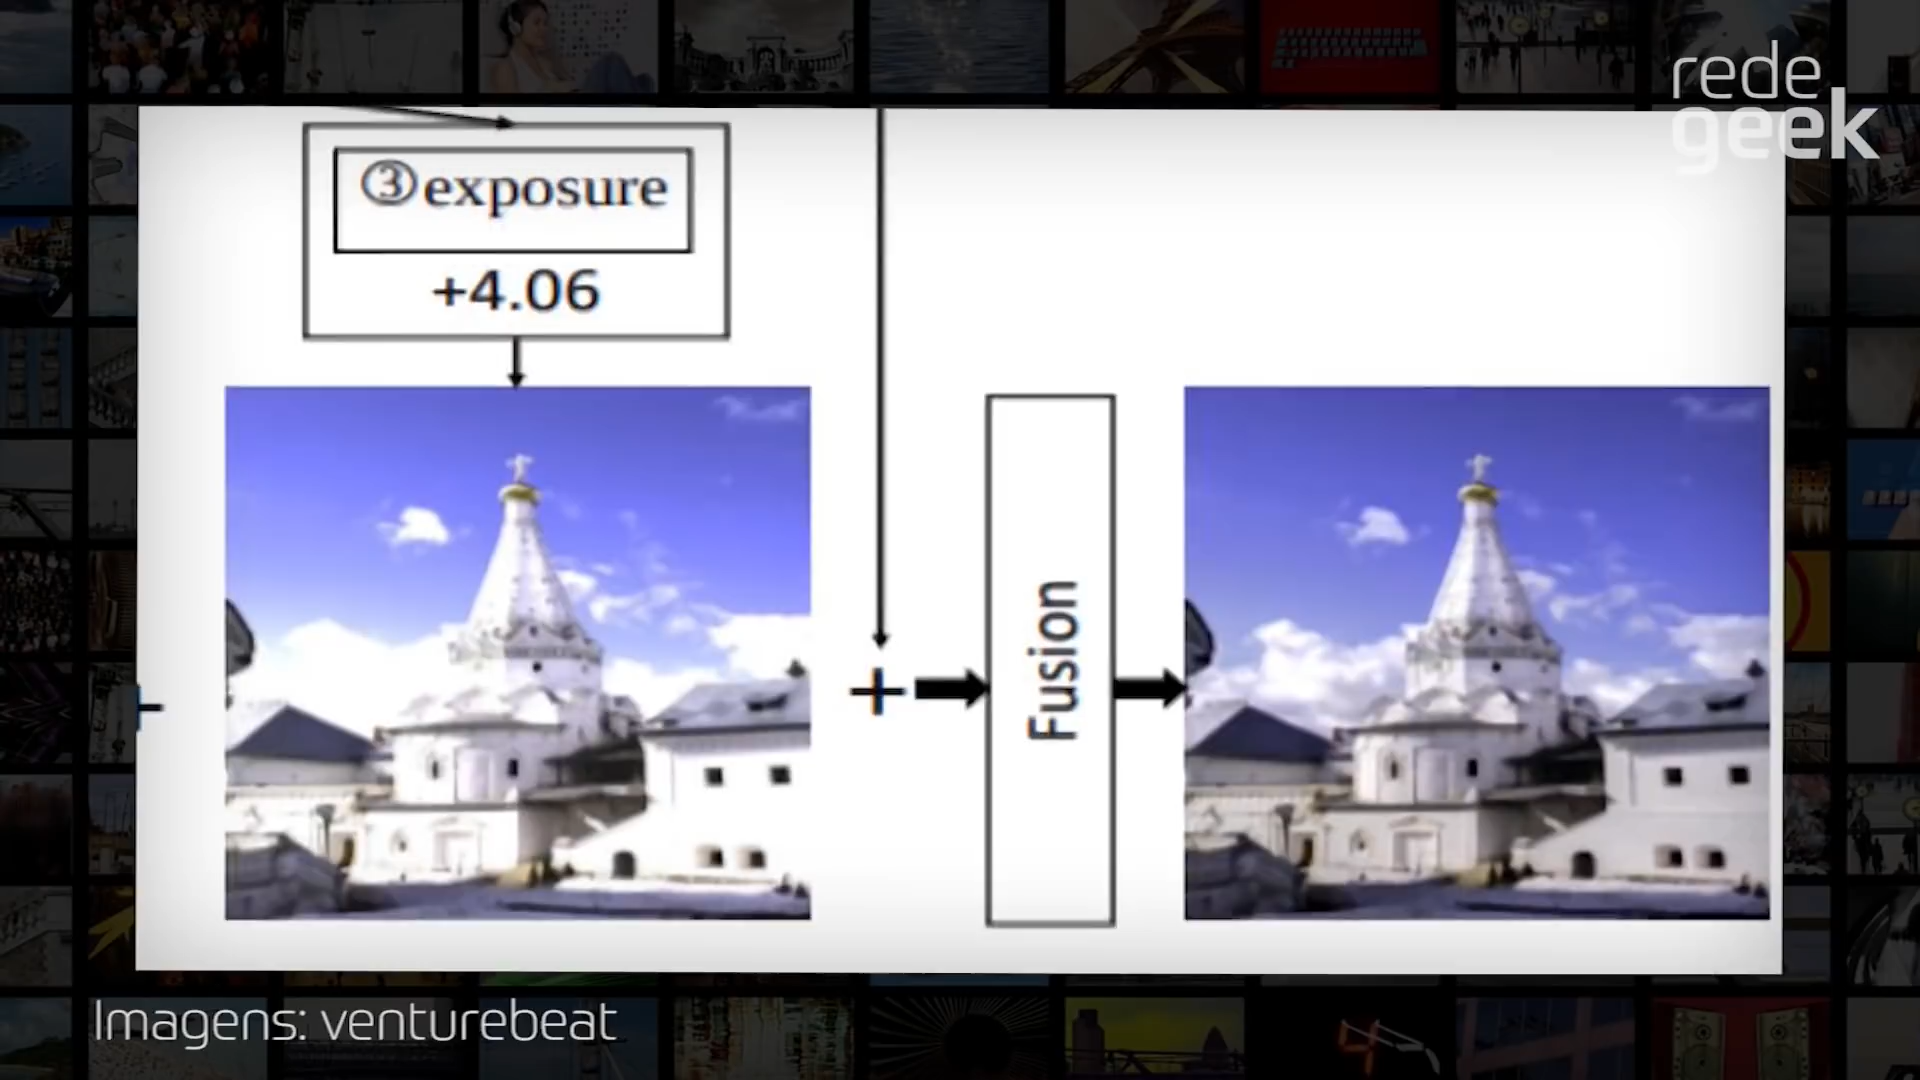 rede
geek
③exposure
+4.06
+
Fusion
Imagens: venturebeat